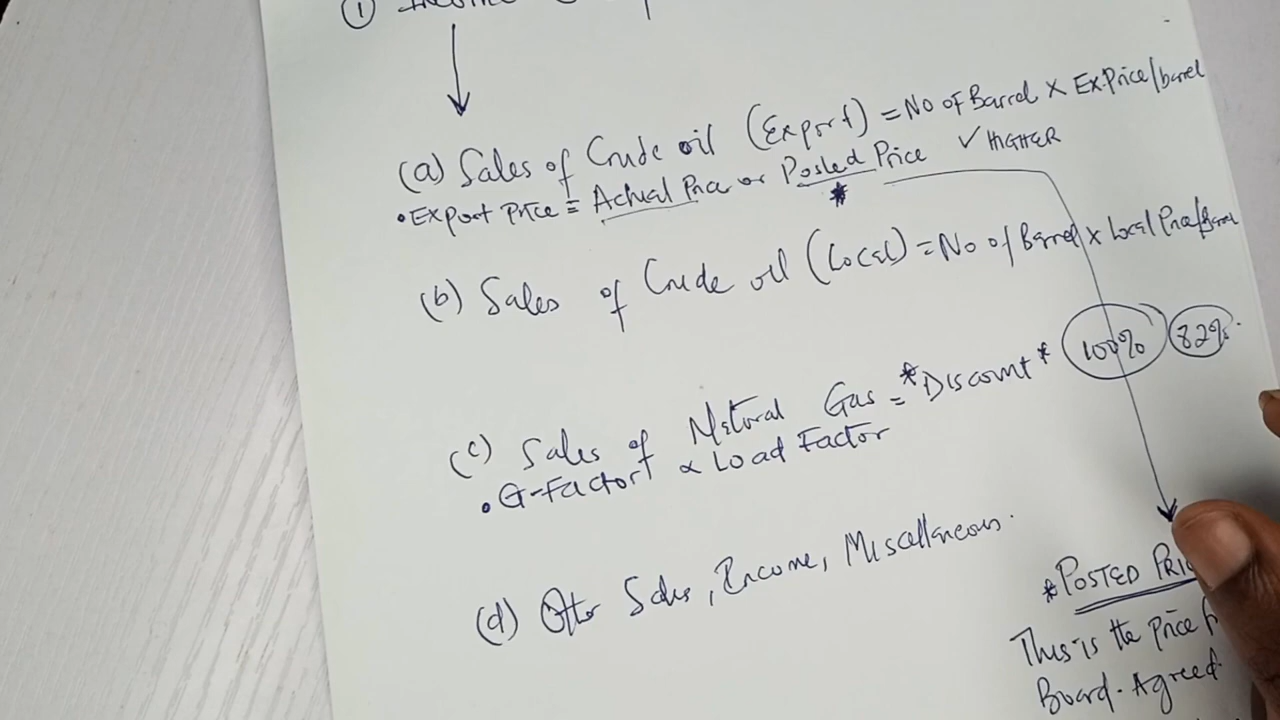 ①
(a) Sales of Crude oil (Export) = No of Barrel X Ex.Price/barrel
• Export Price = Actual Price or Posted Price ✓ HIGHER
*
(b) Sales of Crude oil (Local) = No of Barrel x Local Price/Barrel
100% 82%.
(c) Sales of Natural Gas = *Discount*
• G-Factor α Load Factor
(d) Other Sales, Income, Miscellaneous.
*POSTED
This is the Price
Board. Agreed